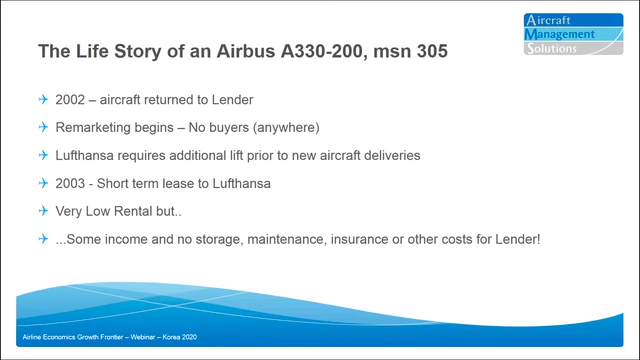 Aircraft
Management
Solutions
The Life Story of an Airbus A330-200, msn 305
2002 – aircraft returned to Lender
Remarketing begins – No buyers (anywhere)
Lufthansa requires additional lift prior to new aircraft deliveries
2003 - Short term lease to Lufthansa
Very Low Rental but..
...Some income and no storage, maintenance, insurance or other costs for Lender!
Airline Economics Growth Frontier – Webinar – Korea 2020